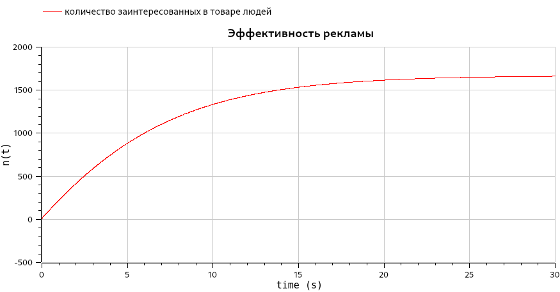 количество заинтересованных в товаре людей
Эффективность рекламы
2000
1500
1000
500
0
-500
n(t)
0 5 10 15 20 25 30
time (s)